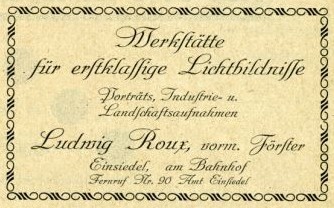 Werkstätte
für erstklassige Lichtbildnisse
Porträts, Industrie- u.
Landschaftsaufnahmen
Ludwig Roux, vorm. Förster
Einsiedel, am Bahnhof
Fernruf Nr. 90 Amt Einsiedel